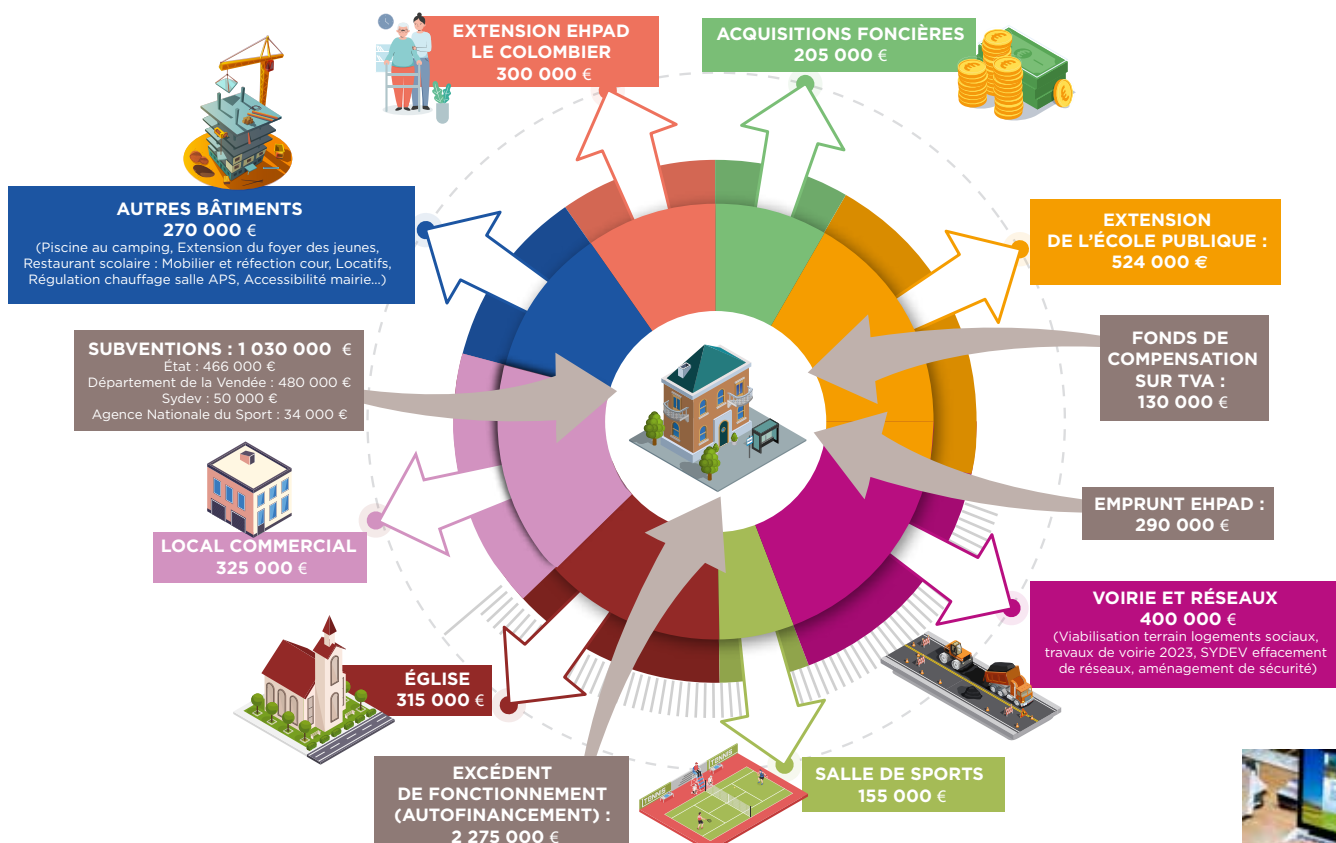 EXTENSION EHPAD
LE COLOMBIER
300 000 €
ACQUISITIONS FONCIÈRES
205 000 €
AUTRES BÂTIMENTS
270 000 €
(Piscine au camping, Extension du foyer des jeunes,
Restaurant scolaire : Mobilier et réfection cour, Locatifs,
Régulation chauffage salle APS, Accessibilité mairie...)
EXTENSION
DE L'ÉCOLE PUBLIQUE :
524 000 €
SUBVENTIONS : 1 030 000 €
État : 466 000 €
Département de la Vendée : 480 000 €
Sydev : 50 000 €
Agence Nationale du Sport : 34 000 €
FONDS DE
COMPENSATION
SUR TVA :
130 000 €
LOCAL COMMERCIAL
325 000 €
EMPRUNT EHPAD :
290 000 €
VOIRIE ET RÉSEAUX
400 000 €
(Viabilisation terrain logements sociaux,
travaux de voirie 2023, SYDEV effacement
de réseaux, aménagement de sécurité)
ÉGLISE
315 000 €
EXCÉDENT
DE FONCTIONNEMENT
(AUTOFINANCEMENT) :
2 275 000 €
TENNIS
TENNIS
SALLE DE SPORTS
155 000 €